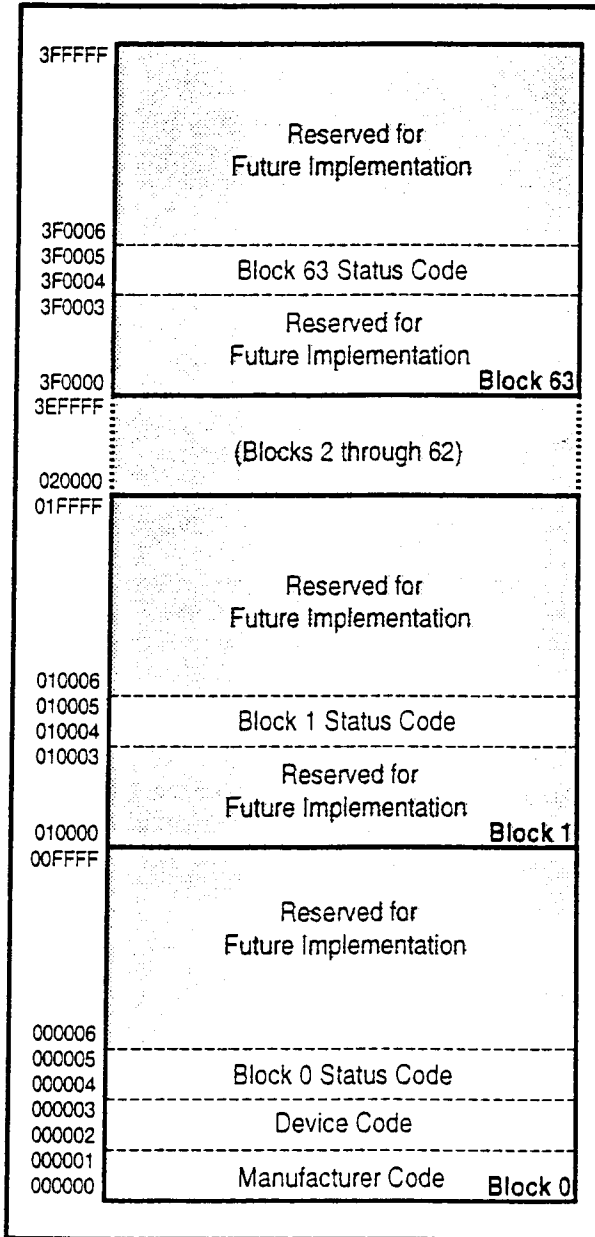 3FFFFF
Reserved for
Future Implementation
3F0006
3F0005
Block 63 Status Code
3F0004
3F0003
Reserved for
Future Implementation
3F0000
Block 63
3EFFFF
(Blocks 2 through 62)
020000
01FFFF
Reserved for
Future Implementation
010006
010005
Block 1 Status Code
010004
010003
Reserved for
Future Implementation
010000
Block 1
00FFFF
Reserved for
Future Implementation
000006
000005
Block 0 Status Code
000004
000003
Device Code
000002
000001
Manufacturer Code
000000
Block 0